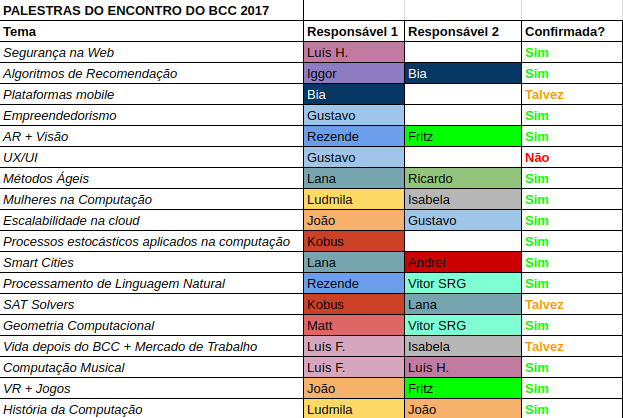 PALESTRAS DO ENCONTRO DO BCC 2017
Tema Responsável 1 Responsável 2 Confirmada?
Segurança na Web Luís H. Sim
Algoritmos de Recomendação Iggor Bia Sim
Plataformas mobile Bia Talvez
Empreendedorismo Gustavo Sim
AR + Visão Rezende Fritz Sim
UX/UI Gustavo Não
Métodos Ágeis Lana Ricardo Sim
Mulheres na Computação Ludmila Isabela Sim
Escalabilidade na cloud João Gustavo Sim
Processos estocásticos aplicados na computação Kobus Sim
Smart Cities Lana Andrei Sim
Processamento de Linguagem Natural Rezende Vitor SRG Sim
SAT Solvers Kobus Lana Talvez
Geometria Computacional Matt Vitor SRG Sim
Vida depois do BCC + Mercado de Trabalho Luís F. Isabela Talvez
Computação Musical Luís F. Luís H. Sim
VR + Jogos João Fritz Sim
História da Computação Ludmila João Sim